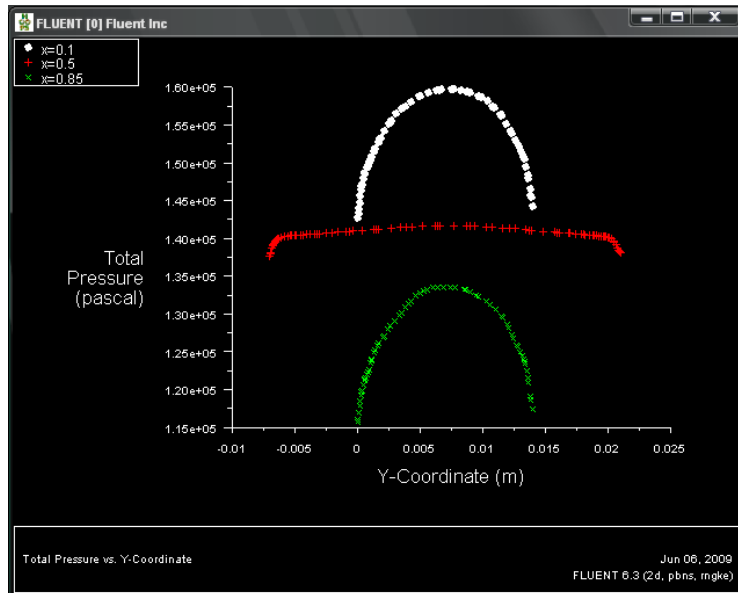 FLUENT [0] Fluent Inc
x=0.1
x=0.5
x=0.85
1.60e+05
1.55e+05
1.50e+05
1.45e+05
1.40e+05
1.35e+05
1.30e+05
1.25e+05
1.20e+05
1.15e+05
Total
Pressure
(pascal)
-0.01
-0.005
0
0.005
0.01
0.015
0.02
0.025
Y-Coordinate (m)
Total Pressure vs. Y-Coordinate
Jun 06, 2009
FLUENT 6.3 (2d, pbns, rngke)